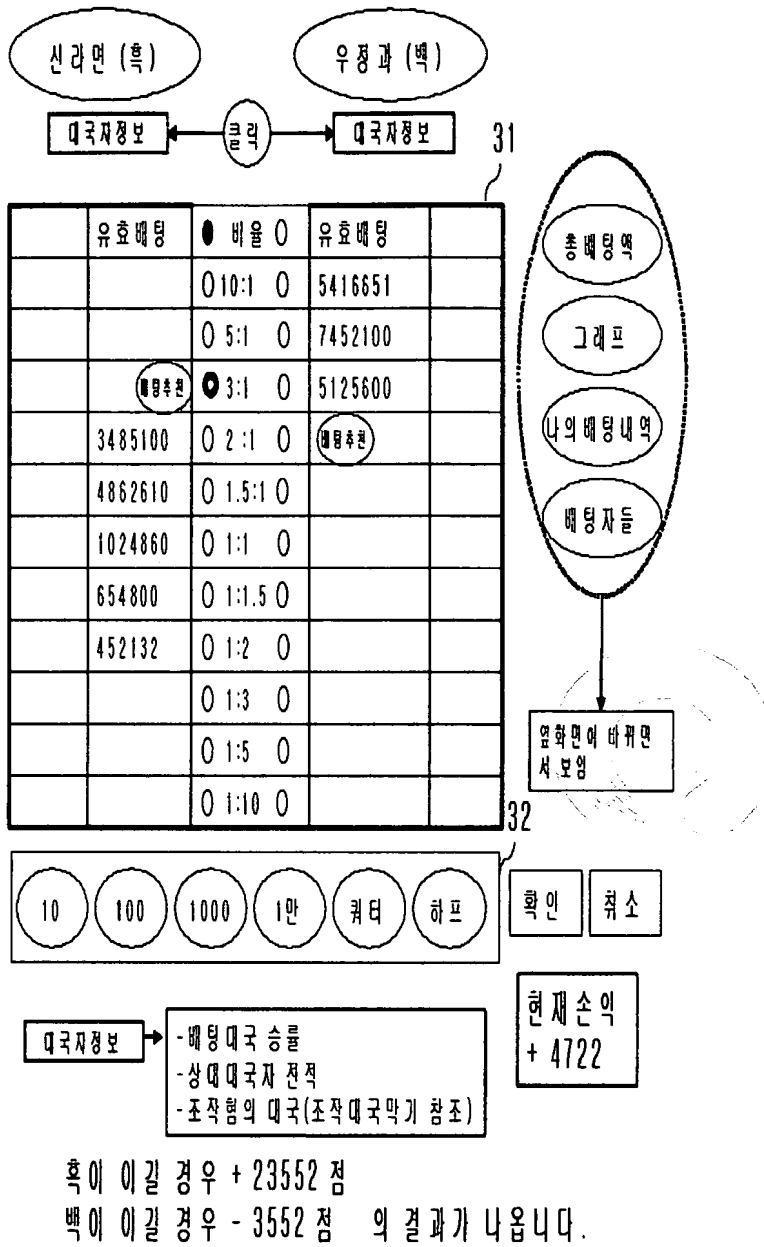 신라면 (흑) 우정과 (백)
대국자정보 클릭 대국자정보
31
유효배팅 ● 비율 ○ 유효배팅
○ 10:1 ○ 5416651
○ 5:1 ○ 7452100
배팅추천 3:1 ○ 5125600
3485100 ○ 2:1 ○ 배팅추천
4862610 ○ 1.5:1 ○
1024860 ○ 1:1 ○
654800 ○ 1:1.5 ○
452132 ○ 1:2 ○
○ 1:3 ○
○ 1:5 ○
○ 1:10 ○
총배팅액
그래프
나의배팅내역
배팅자들
옆화면에 바뀌면
서 보임
32
10 100 1000 1만 쿼터 하프 확인 취소
현재손익
+ 4722
대국자정보
-배팅대국 승률
-상대대국자 전적
-조작혐의 대국(조작대국막기 참조)
흑이 이길 경우 + 23552 점
백이 이길 경우 - 3552 점 의 결과가 나옵니다.